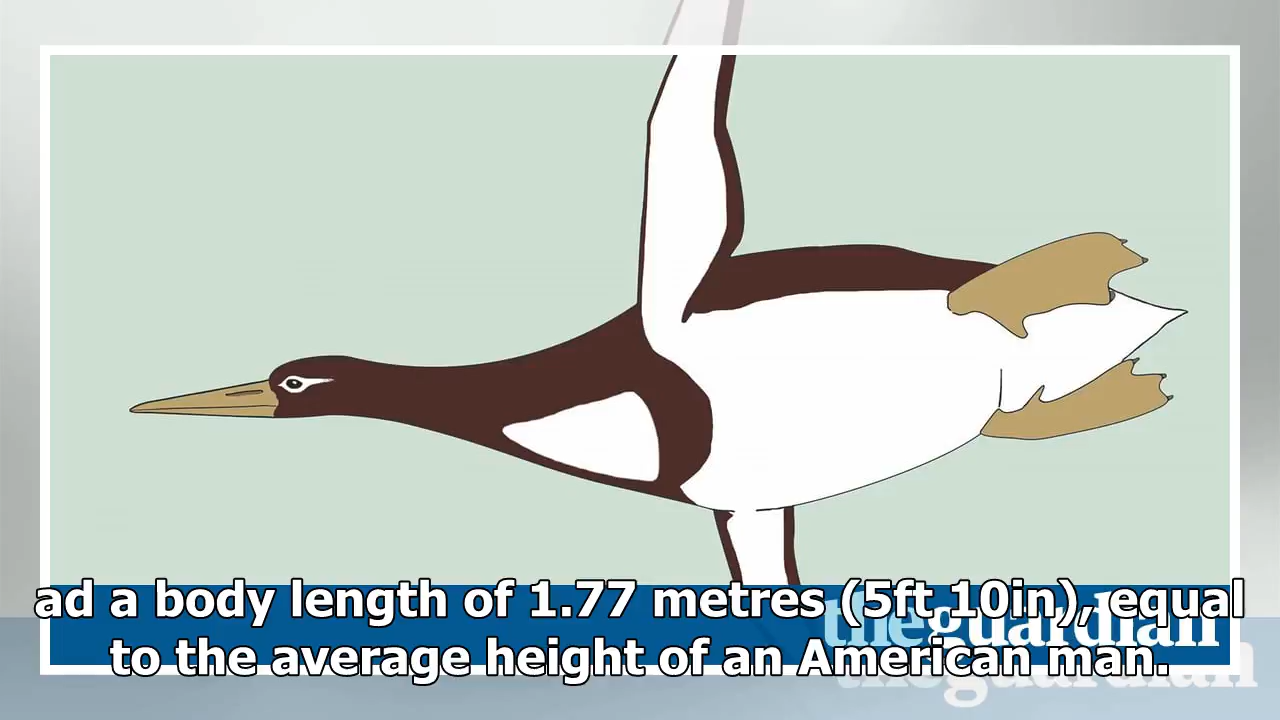 ad a body length of 1.77 metres (5ft 10in), equal
to the average height of an American man.
theguardian
theguardian